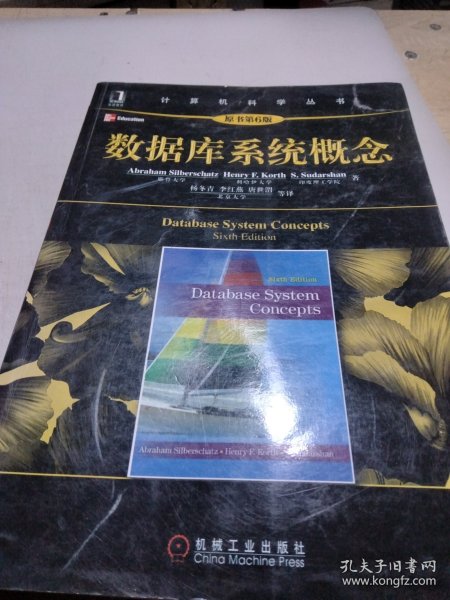 计算机科学丛书
Education
原书第6版
数据库系统概念
Abraham Silberschatz Henry F. Korth S. Sudarshan 著
耶鲁大学 理哈伊大学 印度理工学院
杨冬青 李红燕 唐世渭 等译
北京大学
Database System Concepts
Sixth Edition
Sixth Edition
Database System
Concepts
Abraham Silberschatz · Henry F. Korth · S. Sudarshan
机械工业出版社
China Machine Press
孔夫子旧书网
www.kongfz.com